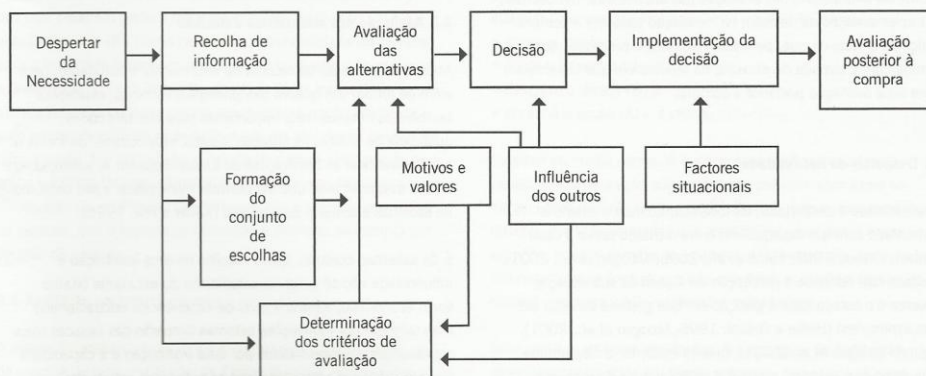 Despertar
da
Necessidade
Recolha de
informação
Avaliação
das
alternativas
Decisão
Implementação da
decisão
Avaliação
posterior à
compra
Formação
do
conjunto
de
escolhas
Motivos e
valores
Influência
dos outros
Factores
situacionais
Determinação
dos critérios de
avaliação